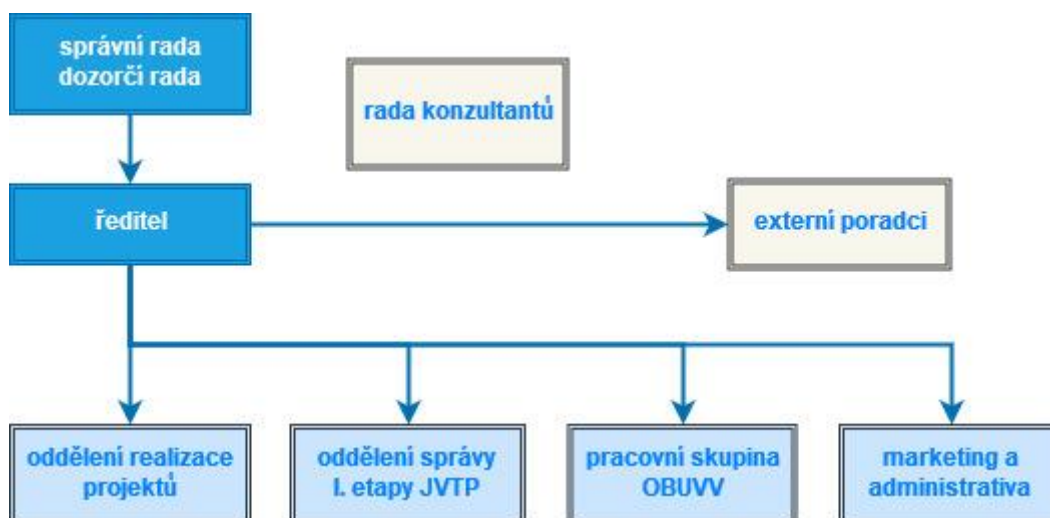 správní rada
dozorčí rada
rada konzultantů
ředitel
externí poradci
oddělení realizace
projektů
oddělení správy
I. etapy JVTP
pracovní skupina
OBUVV
marketing a
administrativa